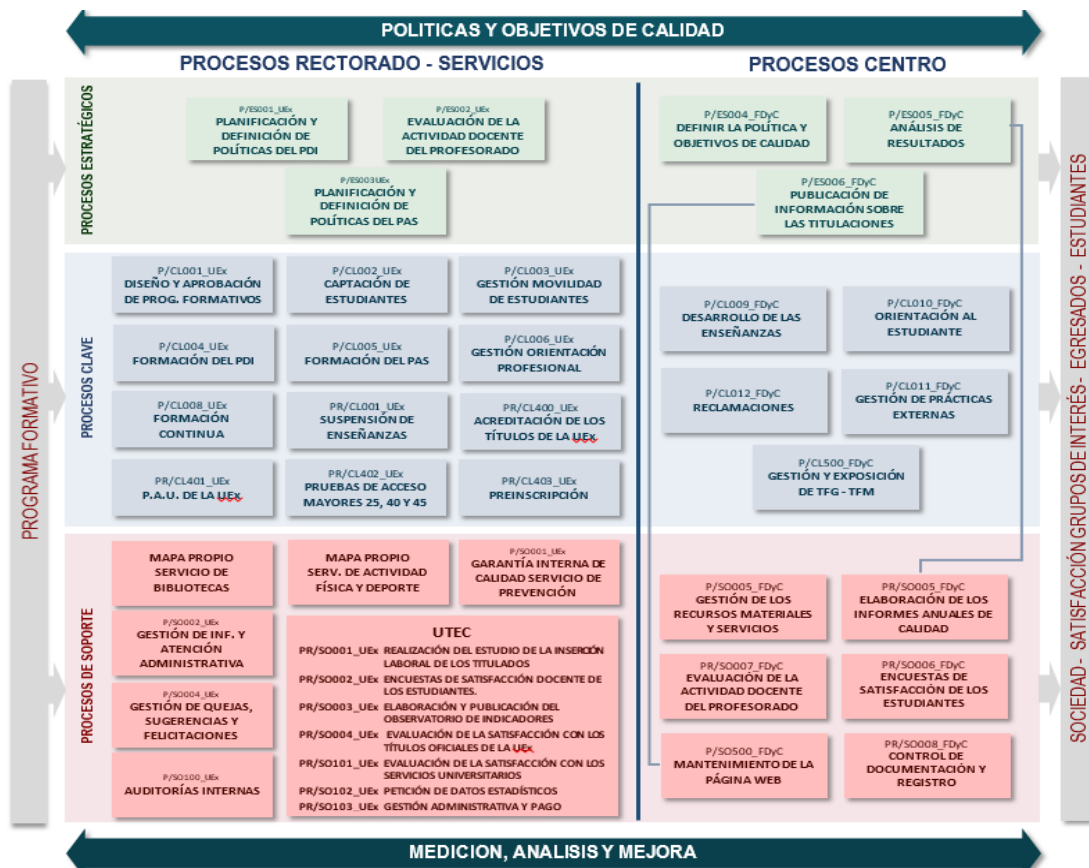 POLITICAS Y OBJETIVOS DE CALIDAD
PROCESOS RECTORADO - SERVICIOS
PROCESOS CENTRO
PROGRAMA FORMATIVO
PROCESOS ESTRATÉGICOS
P/ES001_UEx
PLANIFICACIÓN Y
DEFINICIÓN DE
POLÍTICAS DEL PDI
P/ES002_UEx
EVALUACIÓN DE LA
ACTIVIDAD DOCENTE
DEL PROFESORADO
P/ES003UEx
PLANIFICACIÓN Y
DEFINICIÓN DE
POLÍTICAS DEL PAS
P/ES004_FDyC
DEFINIR LA POLÍTICA Y
OBJETIVOS DE CALIDAD
P/ES005_FDyC
ANÁLISIS DE
RESULTADOS
P/ES006_FDyC
PUBLICACIÓN DE
INFORMACIÓN SOBRE
LAS TITULACIONES
PROCESOS CLAVE
P/CL001_UEx
DISEÑO Y APROBACIÓN
DE PROG. FORMATIVOS
P/CL002_UEx
CAPTACIÓN DE
ESTUDIANTES
P/CL003_UEx
GESTIÓN MOVILIDAD
DE ESTUDIANTES
P/CL004_UEx
FORMACIÓN DEL PDI
P/CL005_UEx
FORMACIÓN DEL PAS
P/CL006_UEx
GESTIÓN ORIENTACIÓN
PROFESIONAL
P/CL008_UEx
FORMACIÓN
CONTINUA
PR/CL001_UEx
SUSPENSIÓN DE
ENSEÑANZAS
PR/CL400_UEx
ACREDITACIÓN DE LOS
TÍTULOS DE LA UEx
PR/CL401_UEx
P.A.U. DE LA UEx
PR/CL402_UEx
PRUEBAS DE ACCESO
MAYORES 25, 40 Y 45
PR/CL403_UEx
PREINSCRIPCIÓN
P/CL009_FDyC
DESARROLLO DE LAS
ENSEÑANZAS
P/CL010_FDyC
ORIENTACIÓN AL
ESTUDIANTE
P/CL012_FDyC
RECLAMACIONES
P/CL011_FDyC
GESTIÓN DE PRÁCTICAS
EXTERNAS
P/CL500_FDyC
GESTIÓN Y EXPOSICIÓN
DE TFG - TFM
PROCESOS DE SOPORTE
MAPA PROPIO
SERVICIO DE
BIBLIOTECAS
MAPA PROPIO
SERV. DE ACTIVIDAD
FÍSICA Y DEPORTE
P/SO001_UEx
GARANTÍA INTERNA DE
CALIDAD SERVICIO DE
PREVENCIÓN
P/SO002_UEx
GESTIÓN DE INF. Y
ATENCIÓN
ADMINISTRATIVA
P/SO004_UEx
GESTIÓN DE QUEJAS,
SUGERENCIAS Y
FELICITACIONES
P/SO100_UEx
AUDITORÍAS INTERNAS
UTEC
PR/SO001_UEx REALIZACIÓN DEL ESTUDIO DE LA INSERCIÓN
LABORAL DE LOS TITULADOS
PR/SO002_UEx ENCUESTAS DE SATISFACCIÓN DOCENTE DE
LOS ESTUDIANTES.
PR/SO003_UEx ELABORACIÓN Y PUBLICACIÓN DEL
OBSERVATORIO DE INDICADORES
PR/SO004_UEx EVALUACIÓN DE LA SATISFACCIÓN CON LOS
TÍTULOS OFICIALES DE LA UEx
PR/SO101_UEx EVALUACIÓN DE LA SATISFACCIÓN CON LOS
SERVICIOS UNIVERSITARIOS
PR/SO102_UEx PETICIÓN DE DATOS ESTADÍSTICOS
PR/SO103_UEx GESTIÓN ADMINISTRATIVA Y PAGO
P/SO005_FDyC
GESTIÓN DE LOS
RECURSOS MATERIALES
Y SERVICIOS
PR/SO005_FDyC
ELABORACIÓN DE LOS
INFORMES ANUALES DE
CALIDAD
PR/SO007_FDyC
EVALUACIÓN DE LA
ACTIVIDAD DOCENTE
DEL PROFESORADO
PR/SO006_FDyC
ENCUESTAS DE
SATISFACCIÓN DE LOS
ESTUDIANTES
P/SO500_FDyC
MANTENIMIENTO DE LA
PÁGINA WEB
PR/SO008_FDyC
CONTROL DE
DOCUMENTACIÓN Y
REGISTRO
SOCIEDAD - SATISFACCIÓN GRUPOS DE INTERÉS - EGRESADOS - ESTUDIANTES
MEDICION, ANALISIS Y MEJORA